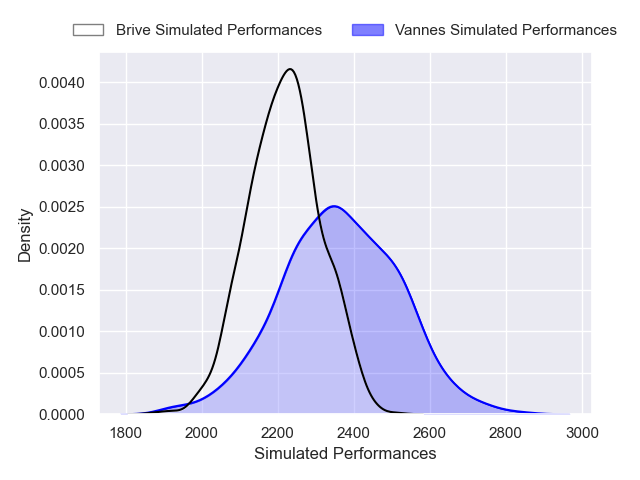 Brive Simulated Performances
Vannes Simulated Performances
0.0040
0.0035
0.0030
0.0025
0.0020
0.0015
0.0010
0.0005
0.0000
Density
1800 2000 2200 2400 2600 2800 3000
Simulated Performances